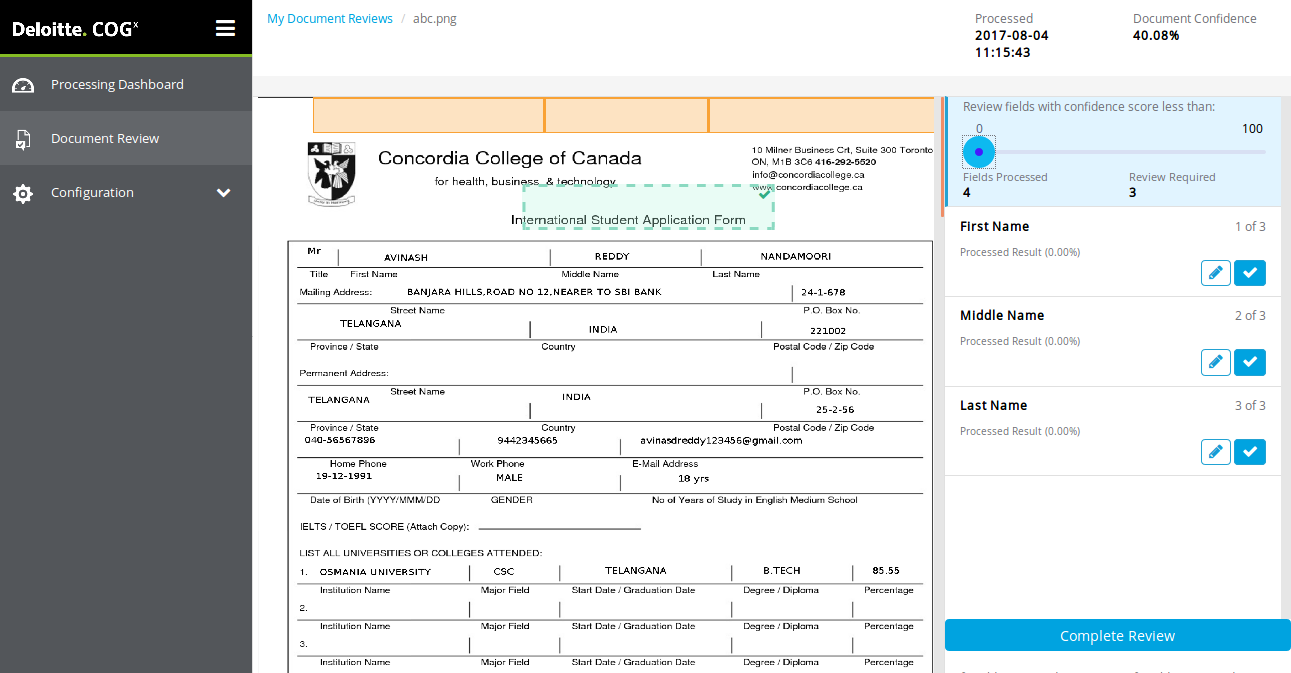 Deloitte. COGx
Processing Dashboard
Document Review
Configuration
My Document Reviews / abc.png
Processed
2017-08-04
11:15:43
Document Confidence
40.08%
Concordia College of Canada
for health, business, & technology
10 Milner Business Crt, Suite 300 Toronto
ON, M1B 3C6 416-292-5520
info@concordiacollege.ca
www.concordiacollege.ca
International Student Application Form
Mr AVINASH REDDY NANDAMOORI
Title First Name Middle Name Last Name
Mailing Address: BANJARA HILLS,ROAD NO 12,NEARER TO SBI BANK 24-1-678
Street Name P.O. Box No.
TELANGANA INDIA 221002
Province / State Country Postal Code / Zip Code
Permanent Address:
Street Name P.O. Box No.
TELANGANA INDIA 25-2-56
Province / State Country Postal Code / Zip Code
040-56567896 9442345665 avinasdreddy123456@gmail.com
Home Phone Work Phone E-Mail Address
19-12-1991 MALE 18 yrs
Date of Birth (YYYY/MMM/DD GENDER No of Years of Study in English Medium School
IELTS / TOEFL SCORE (Attach Copy):
LIST ALL UNIVERSITIES OR COLLEGES ATTENDED:
1. OSMANIA UNIVERSITY CSC TELANGANA B.TECH 85.55
Institution Name Major Field Start Date / Graduation Date Degree / Diploma Percentage
2.
Institution Name Major Field Start Date / Graduation Date Degree / Diploma Percentage
3.
Institution Name Major Field Start Date / Graduation Date Degree / Diploma Percentage
Review fields with confidence score less than:
0 100
Fields Processed Review Required
4 3
First Name 1 of 3
Processed Result (0.00%)
Middle Name 2 of 3
Processed Result (0.00%)
Last Name 3 of 3
Processed Result (0.00%)
Complete Review